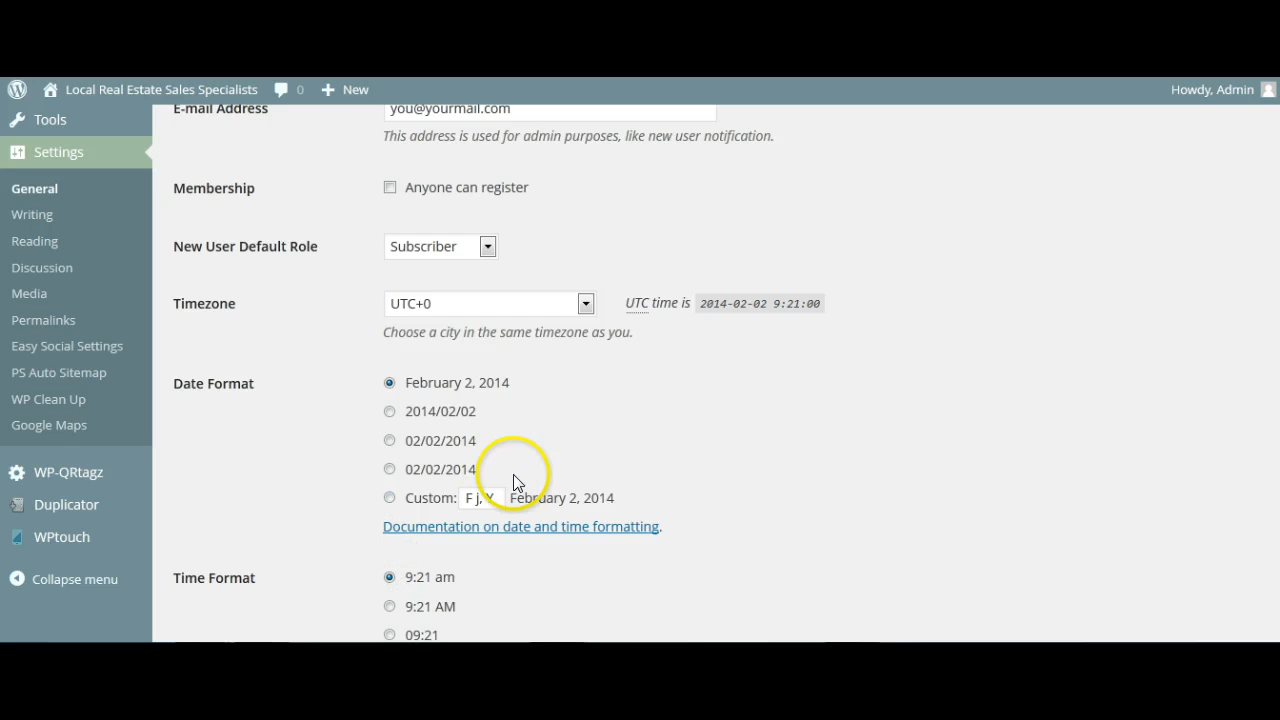 Local Real Estate Sales Specialists 0 New Howdy, Admin
Tools
Settings
General
Writing
Reading
Discussion
Media
Permalinks
Easy Social Settings
PS Auto Sitemap
WP Clean Up
Google Maps
WP-QRtagz
Duplicator
WPtouch
Collapse menu
E-mail Address you@yourmail.com
This address is used for admin purposes, like new user notification.
Membership Anyone can register
New User Default Role Subscriber
Timezone UTC+0 UTC time is 2014-02-02 9:21:00
Choose a city in the same timezone as you.
Date Format February 2, 2014
2014/02/02
02/02/2014
02/02/2014
Custom: F j, Y February 2, 2014
Documentation on date and time formatting.
Time Format 9:21 am
9:21 AM
09:21